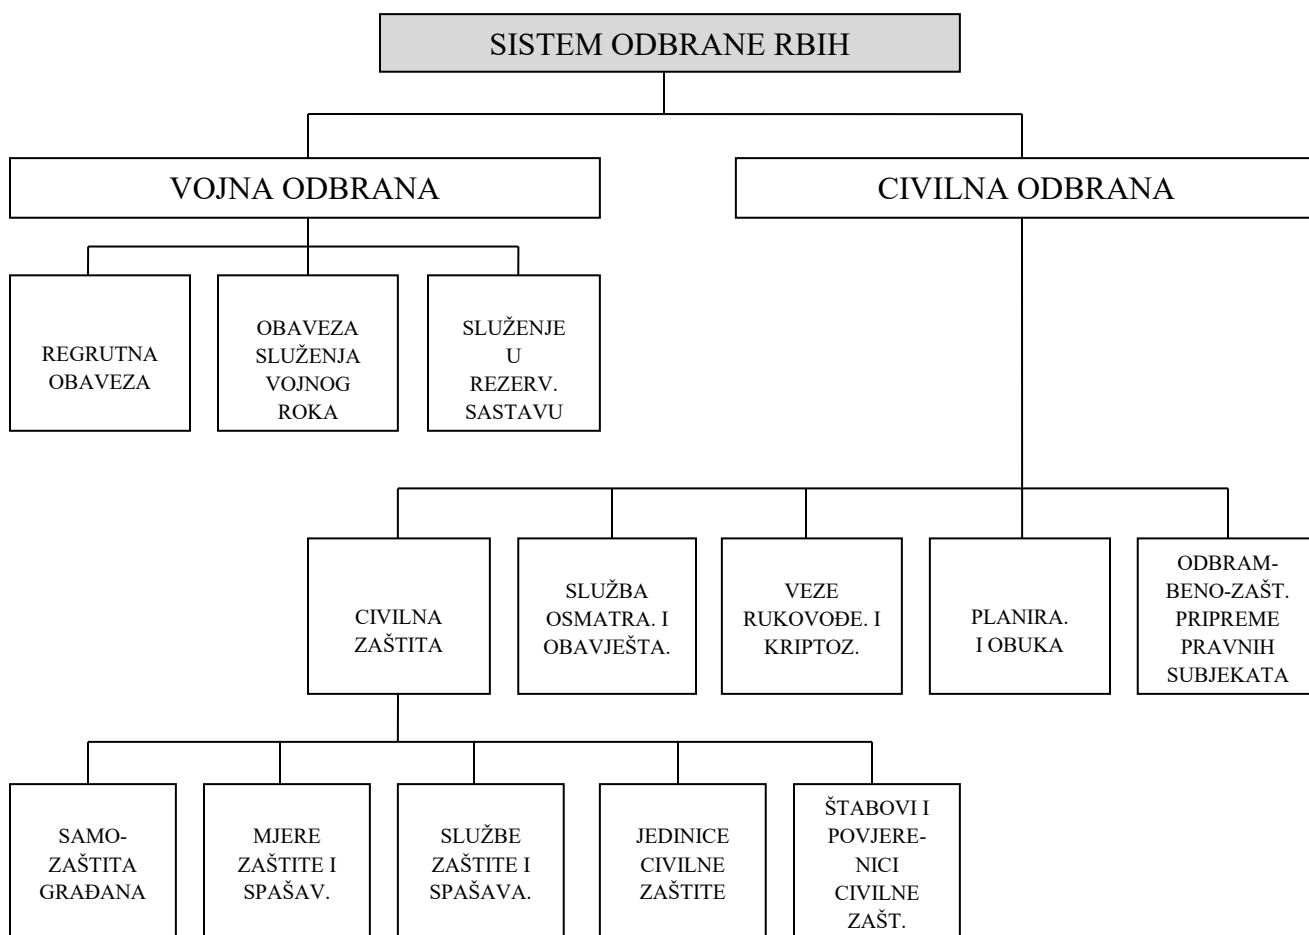 SISTEM ODBRANE RBIH
VOJNA ODBRANA
CIVILNA ODBRANA
REGRUTNA
OBAVEZA
OBAVEZA
SLUŽENJA
VOJNOG
ROKA
SLUŽENJE
U
REZERV.
SASTAVU
CIVILNA
ZAŠTITA
SLUŽBA
OSMATRA. I
OBAVJEŠTA.
VEZE
RUKOVOĐE. I
KRIPTOZ.
PLANIRA.
I OBUKA
ODBRAM-
BENO-ZAŠT.
PRIPREME
PRAVNIH
SUBJEKATA
SAMO-
ZAŠTITA
GRAĐANA
MJERE
ZAŠTITE I
SPAŠAV.
SLUŽBE
ZAŠTITE I
SPAŠAVA.
JEDINICE
CIVILNE
ZAŠTITE
ŠTABOVI I
POVJERE-
NICI
CIVILNE
ZAŠT.